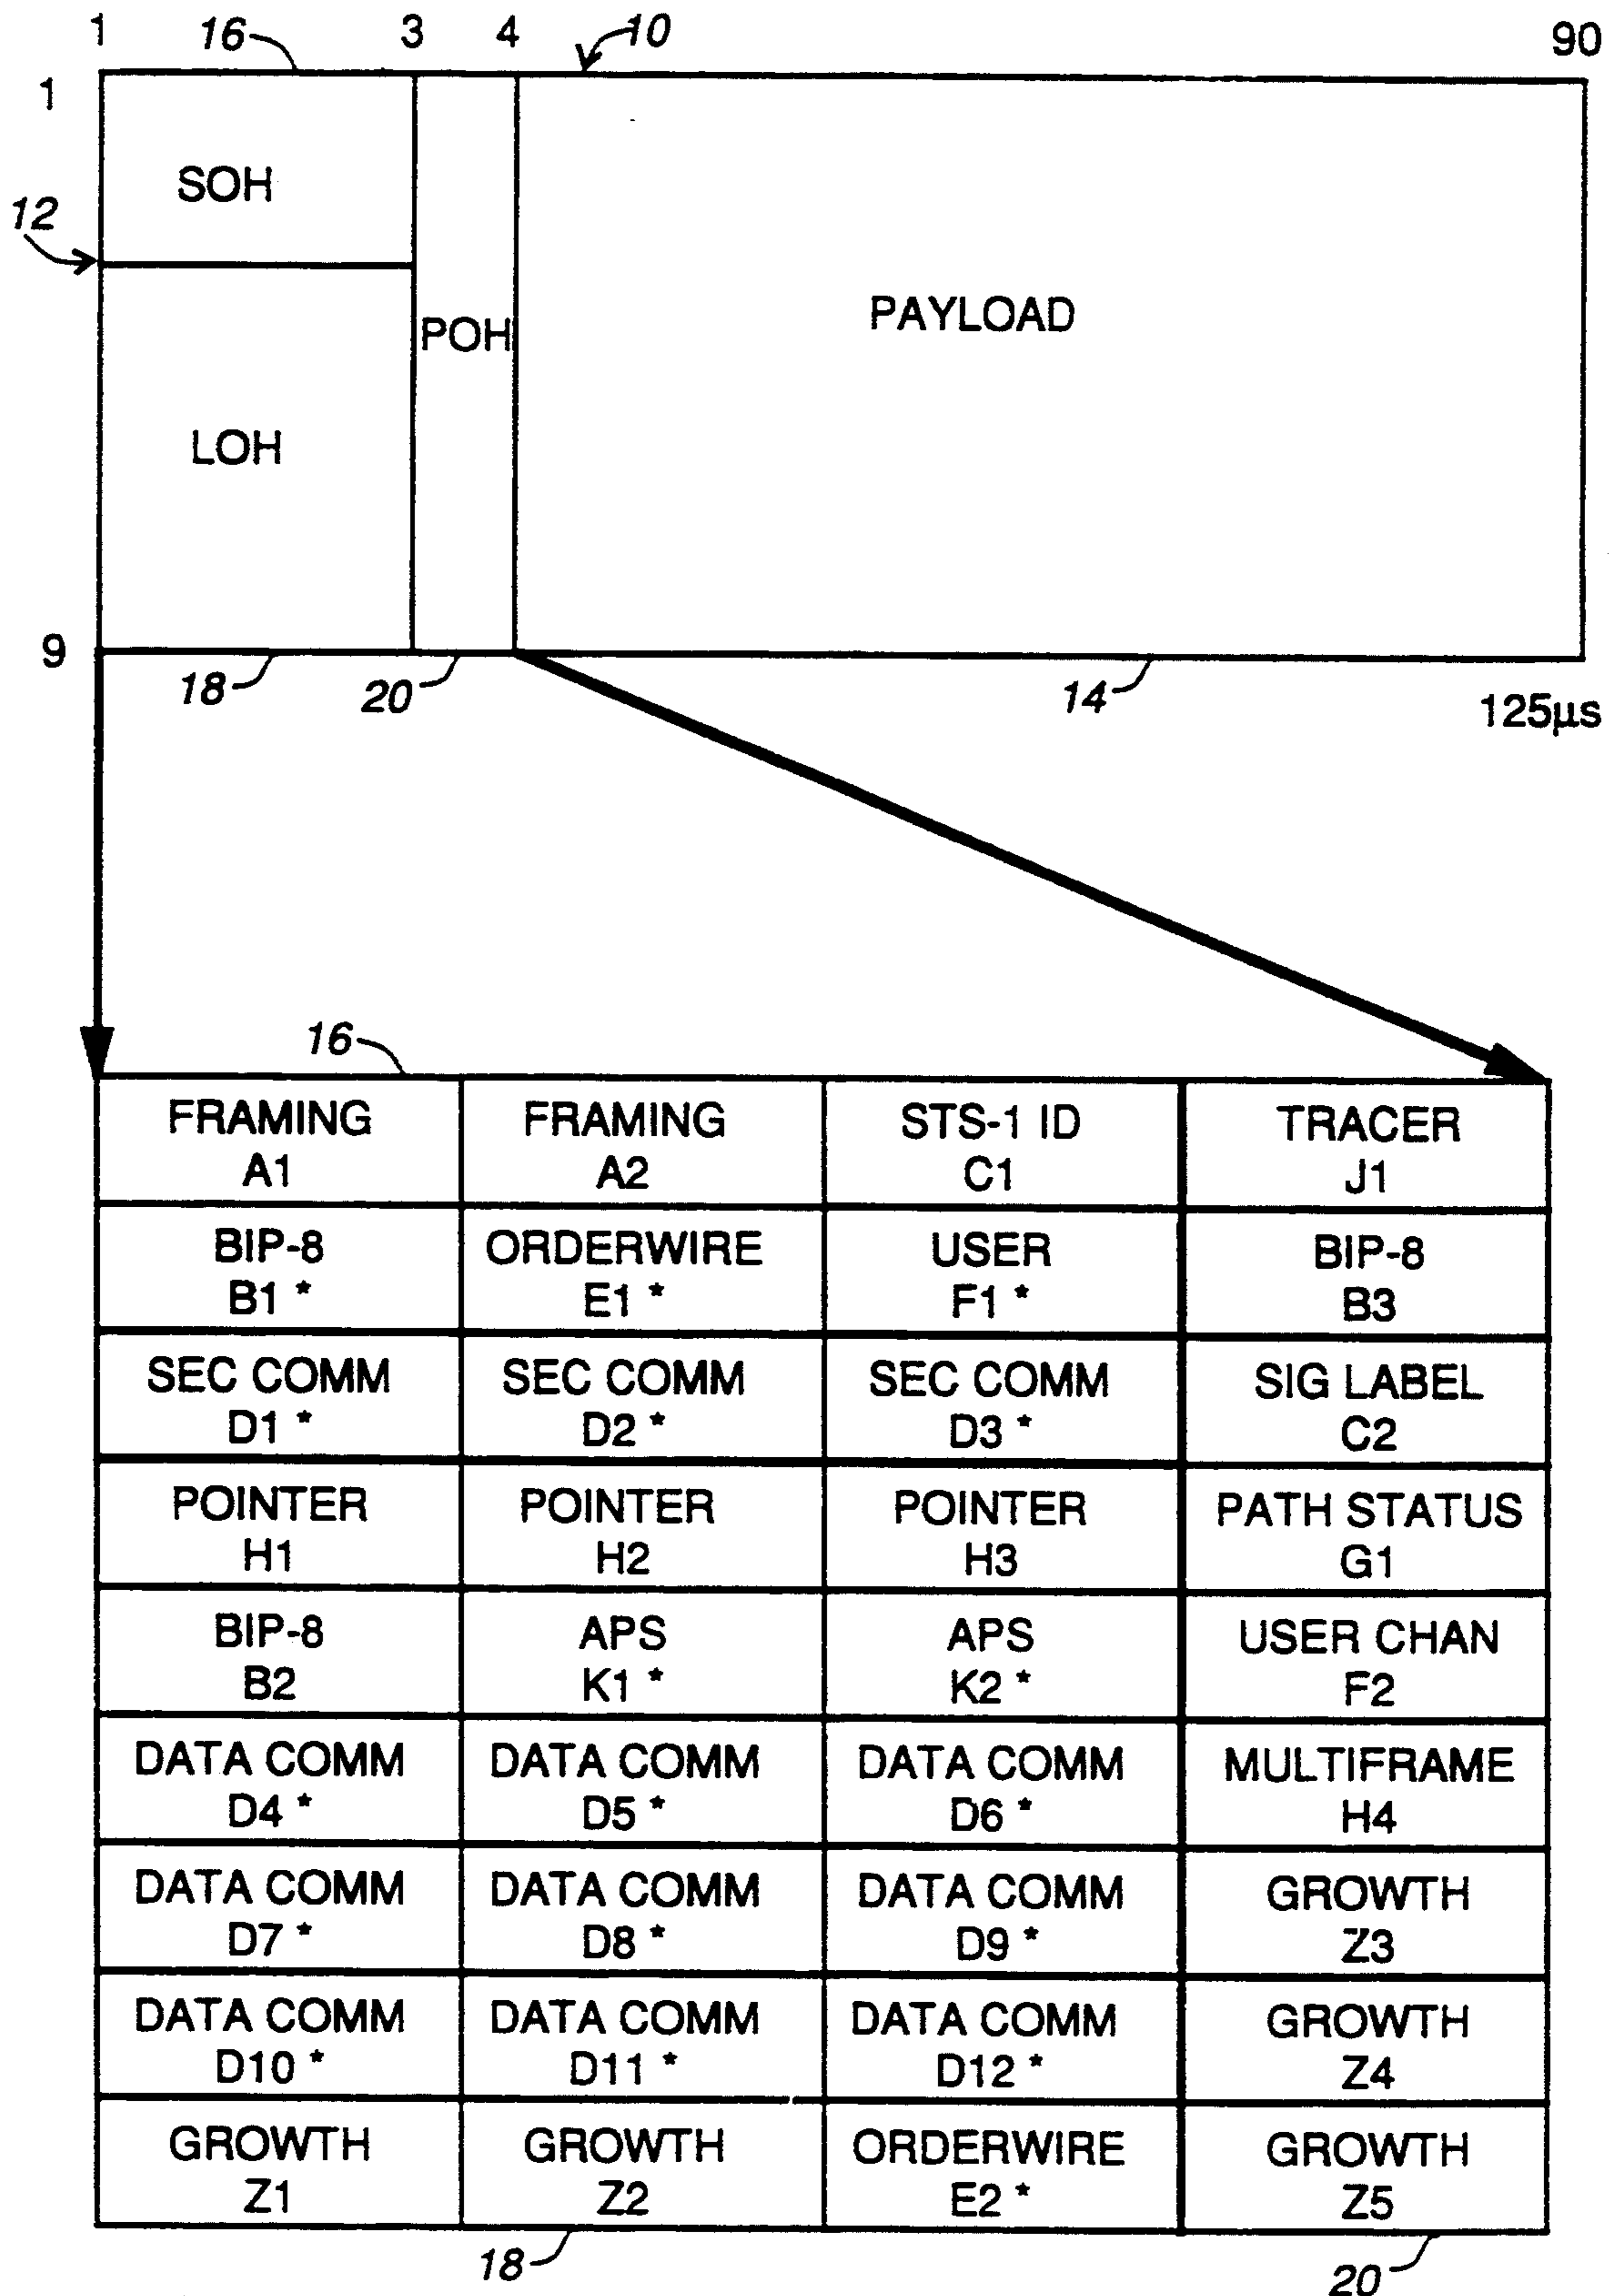 1 16 3 4 10 90
1
SOH
12
PAYLOAD
POH
LOH
9
18 20 14 125µs
16
FRAMING FRAMING STS-1 ID TRACER
A1 A2 C1 J1
BIP-8 ORDERWIRE USER BIP-8
B1 * E1 * F1 * B3
SEC COMM SEC COMM SEC COMM SIG LABEL
D1 * D2 * D3 * C2
POINTER POINTER POINTER PATH STATUS
H1 H2 H3 G1
BIP-8 APS APS USER CHAN
B2 K1 * K2 * F2
DATA COMM DATA COMM DATA COMM MULTIFRAME
D4 * D5 * D6 * H4
DATA COMM DATA COMM DATA COMM GROWTH
D7 * D8 * D9 * Z3
DATA COMM DATA COMM DATA COMM GROWTH
D10 * D11 * D12 * Z4
GROWTH GROWTH ORDERWIRE GROWTH
Z1 Z2 E2 * Z5
18 20